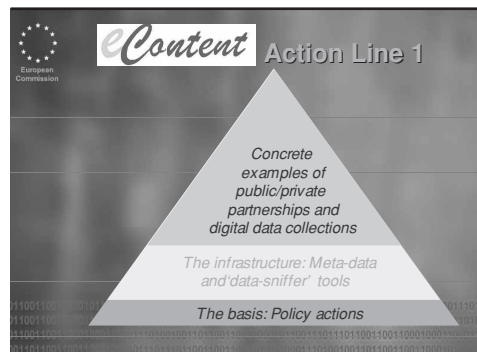 European
Commission
eContent Action Line 1
Concrete
examples of
public/private
partnerships and
digital data collections
The infrastructure: Meta-data
and‘data-sniffer’ tools
The basis: Policy actions